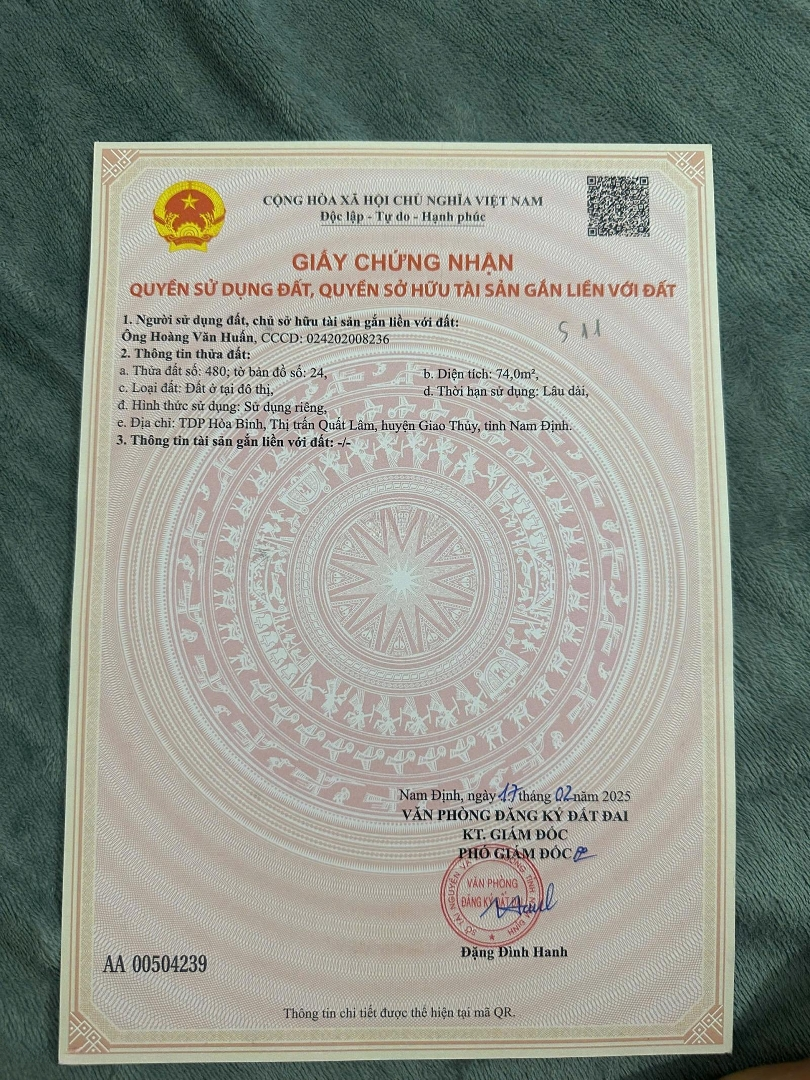 CỘNG HÒA XÃ HỘI CHỦ NGHĨA VIỆT NAM
Độc lập - Tự do - Hạnh phúc
GIẤY CHỨNG NHẬN
QUYỀN SỬ DỤNG ĐẤT, QUYỀN SỞ HỮU TÀI SẢN GẮN LIỀN VỚI ĐẤT
1. Người sử dụng đất, chủ sở hữu tài sản gắn liền với đất:
Ông Hoàng Văn Huấn, CCCD: 024202008236
2. Thông tin thửa đất:
a. Thửa đất số: 480; tờ bản đồ số: 24, b. Diện tích: 74,0m²,
c. Loại đất: Đất ở tại đô thị, d. Thời hạn sử dụng: Lâu dài,
đ. Hình thức sử dụng: Sử dụng riêng,
e. Địa chỉ: TDP Hòa Bình, Thị trấn Quất Lâm, huyện Giao Thủy, tỉnh Nam Định.
3. Thông tin tài sản gắn liền với đất: -/-
Nam Định, ngày 17 tháng 02 năm 2025
VĂN PHÒNG ĐĂNG KÝ ĐẤT ĐAI
KT. GIÁM ĐỐC
PHÓ GIÁM ĐỐC
VĂN PHÒNG
ĐĂNG KÝ ĐẤT
Đặng Đình Hanh
AA 00504239
Thông tin chi tiết được thể hiện tại mã QR.